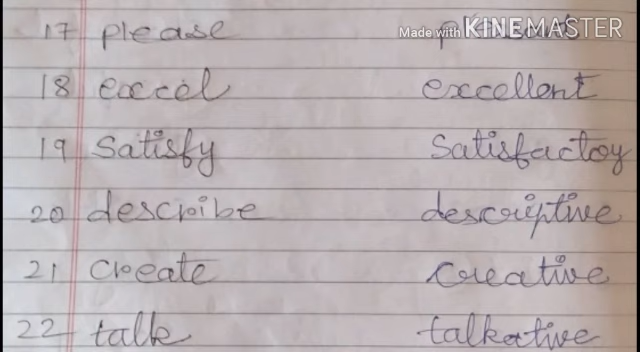 17 please Made with KINEMASTER
18 excel excellent
19 Satisfy Satisfactoy
20 describe descriptive
21 create creative
22 talk talkative